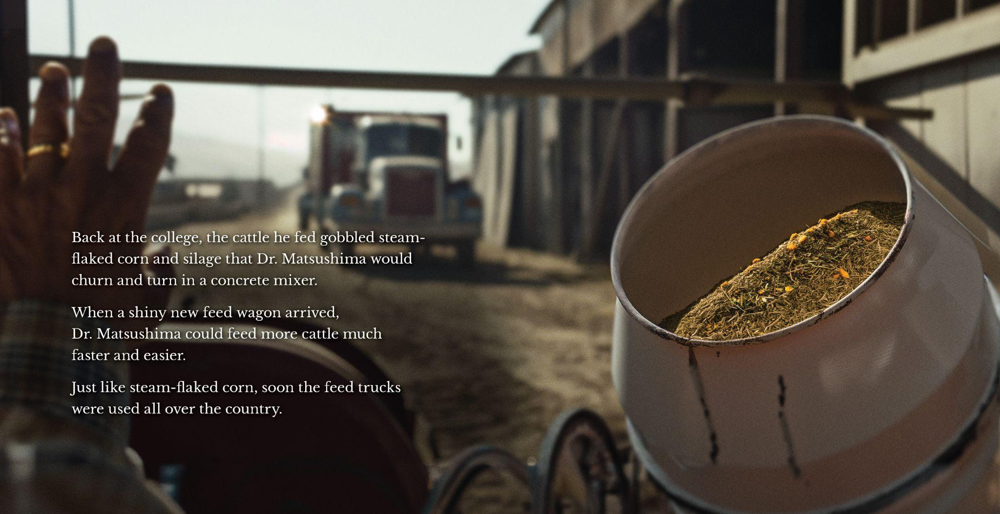 Back at the college, the cattle he fed gobbled steam-
flaked corn and silage that Dr. Matsushima would
churn and turn in a concrete mixer.
When a shiny new feed wagon arrived,
Dr. Matsushima could feed more cattle much
faster and easier.
Just like steam-flaked corn, soon the feed trucks
were used all over the country.